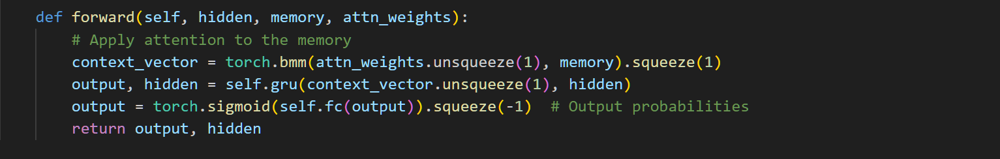 def forward(self, hidden, memory, attn_weights):
    # Apply attention to the memory
    context_vector = torch.bmm(attn_weights.unsqueeze(1), memory).squeeze(1)
    output, hidden = self.gru(context_vector.unsqueeze(1), hidden)
    output = torch.sigmoid(self.fc(output)).squeeze(-1)  # Output probabilities
    return output, hidden